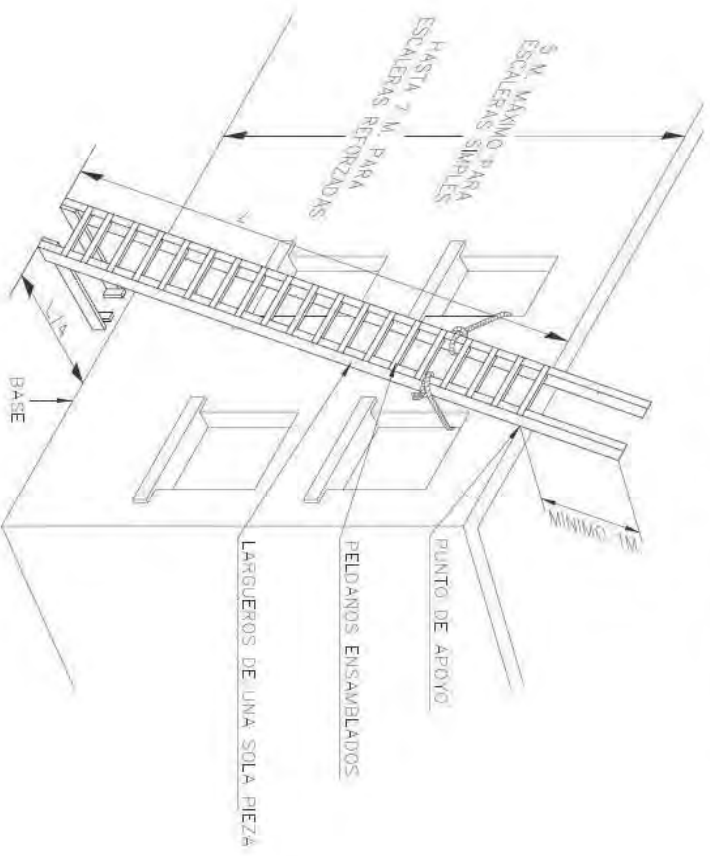 5 M. MAXIMO PARA
ESCALERAS SIMPLES
HASTA 7 M. PARA
ESCALERAS REFORZADAS
L
L/4
BASE
MINIMO 1M.
PUNTO DE APOYO
PELDANOS ENSAMBLADOS
LARGUEROS DE UNA SOLA PIEZA